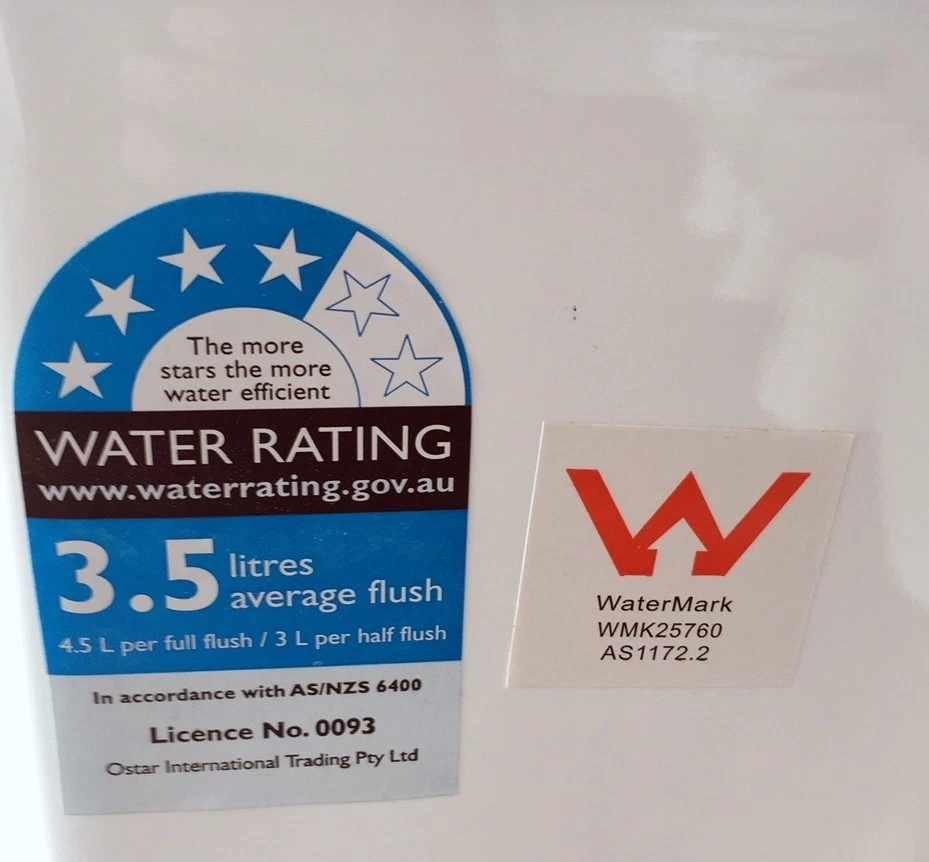 The more
stars the more
water efficient
WATER RATING
www.waterrating.gov.au
3.5 litres
average flush
4.5 L per full flush / 3 L per half flush
In accordance with AS/NZS 6400
Licence No. 0093
Ostar International Trading Pty Ltd
WaterMark
WMK25760
AS1172.2